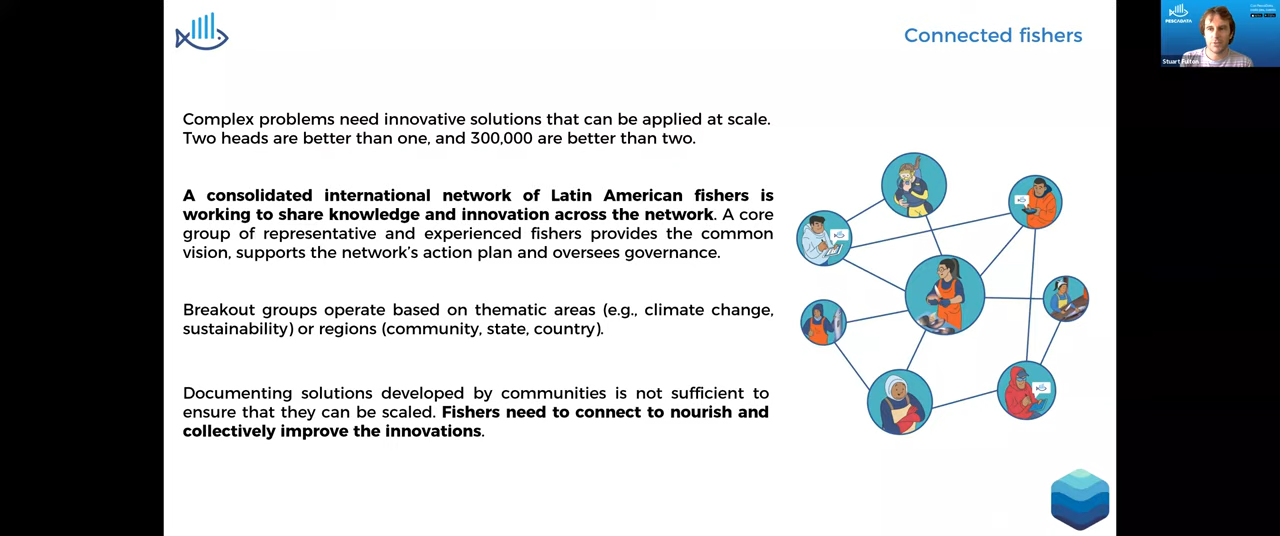 Connected fishers
PESCADATA
Stuart Fulton
Complex problems need innovative solutions that can be applied at scale.
Two heads are better than one, and 300,000 are better than two.
A consolidated international network of Latin American fishers is
working to share knowledge and innovation across the network. A core
group of representative and experienced fishers provides the common
vision, supports the network's action plan and oversees governance.
Breakout groups operate based on thematic areas (e.g., climate change,
sustainability) or regions (community, state, country).
Documenting solutions developed by communities is not sufficient to
ensure that they can be scaled. Fishers need to connect to nourish and
collectively improve the innovations.